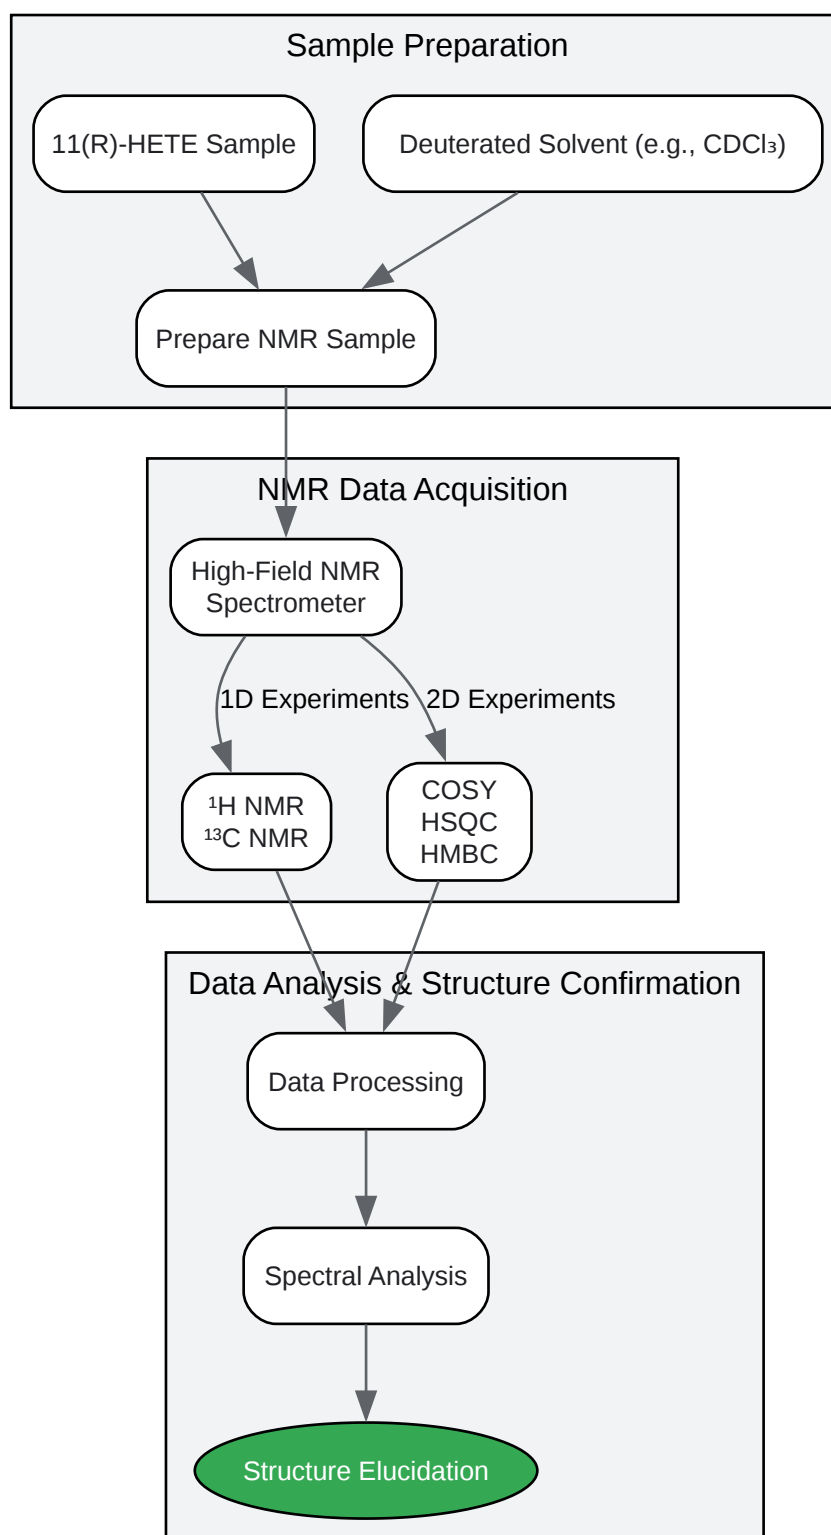 Sample Preparation
11(R)-HETE Sample
Deuterated Solvent (e.g., CDCl₃)
Prepare NMR Sample
NMR Data Acquisition
High-Field NMR
Spectrometer
1D Experiments
2D Experiments
¹H NMR
¹³C NMR
COSY
HSQC
HMBC
Data Analysis & Structure Confirmation
Data Processing
Spectral Analysis
Structure Elucidation